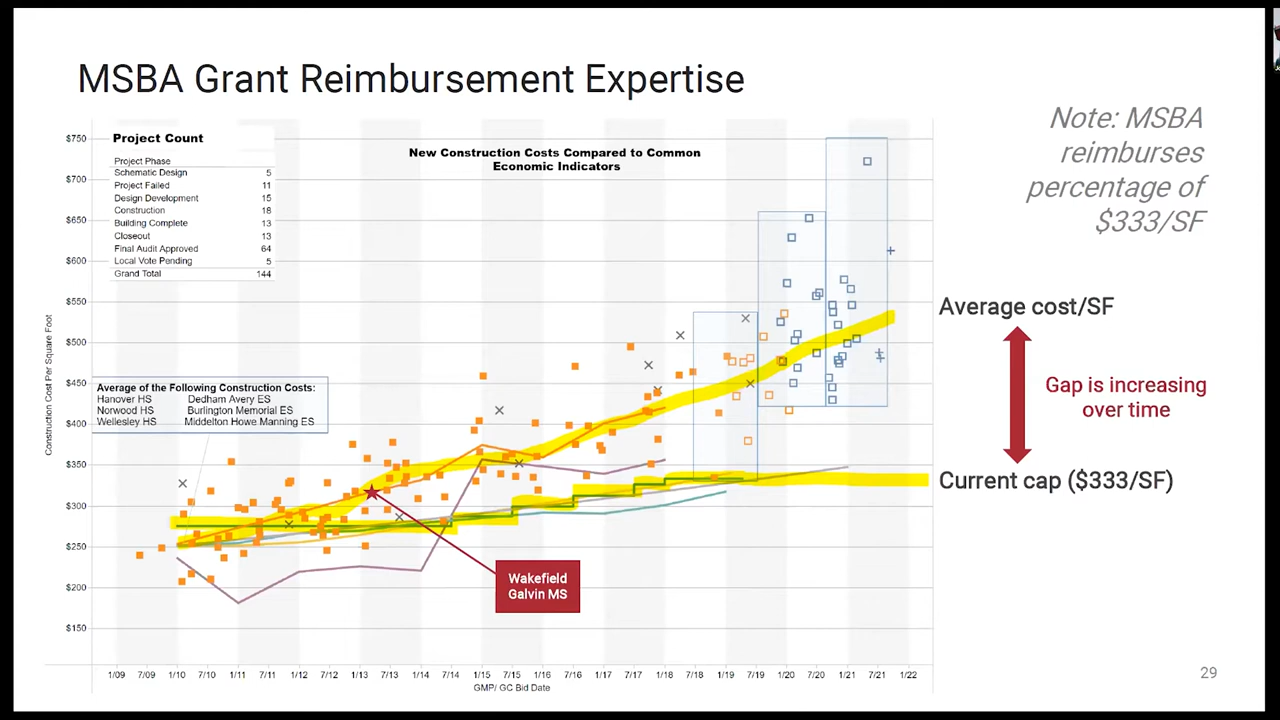 MSBA Grant Reimbursement Expertise
Note: MSBA
reimburses
percentage of
$333/SF
Project Count
Project Phase
Schematic Design 5
Project Failed 11
Design Development 15
Construction 18
Building Complete 13
Closeout 13
Final Audit Approved 64
Local Vote Pending 5
Grand Total 144
New Construction Costs Compared to Common
Economic Indicators
$750
$700
$650
$600
$550
$500
$450
$400
$350
$300
$250
$200
$150
Construction Cost Per Square Foot
Average of the Following Construction Costs:
Hanover HS Dedham Avery ES
Norwood HS Burlington Memorial ES
Wellesley HS Middelton Howe Manning ES
Average cost/SF
Gap is increasing
over time
Current cap ($333/SF)
Wakefield
Galvin MS
1/09 7/09 1/10 7/10 1/11 7/11 1/12 7/12 1/13 7/13 1/14 7/14 1/15 7/15 1/16 7/16 1/17 7/17 1/18 7/18 1/19 7/19 1/20 7/20 1/21 7/21 1/22
GMP/ GC Bid Date
29